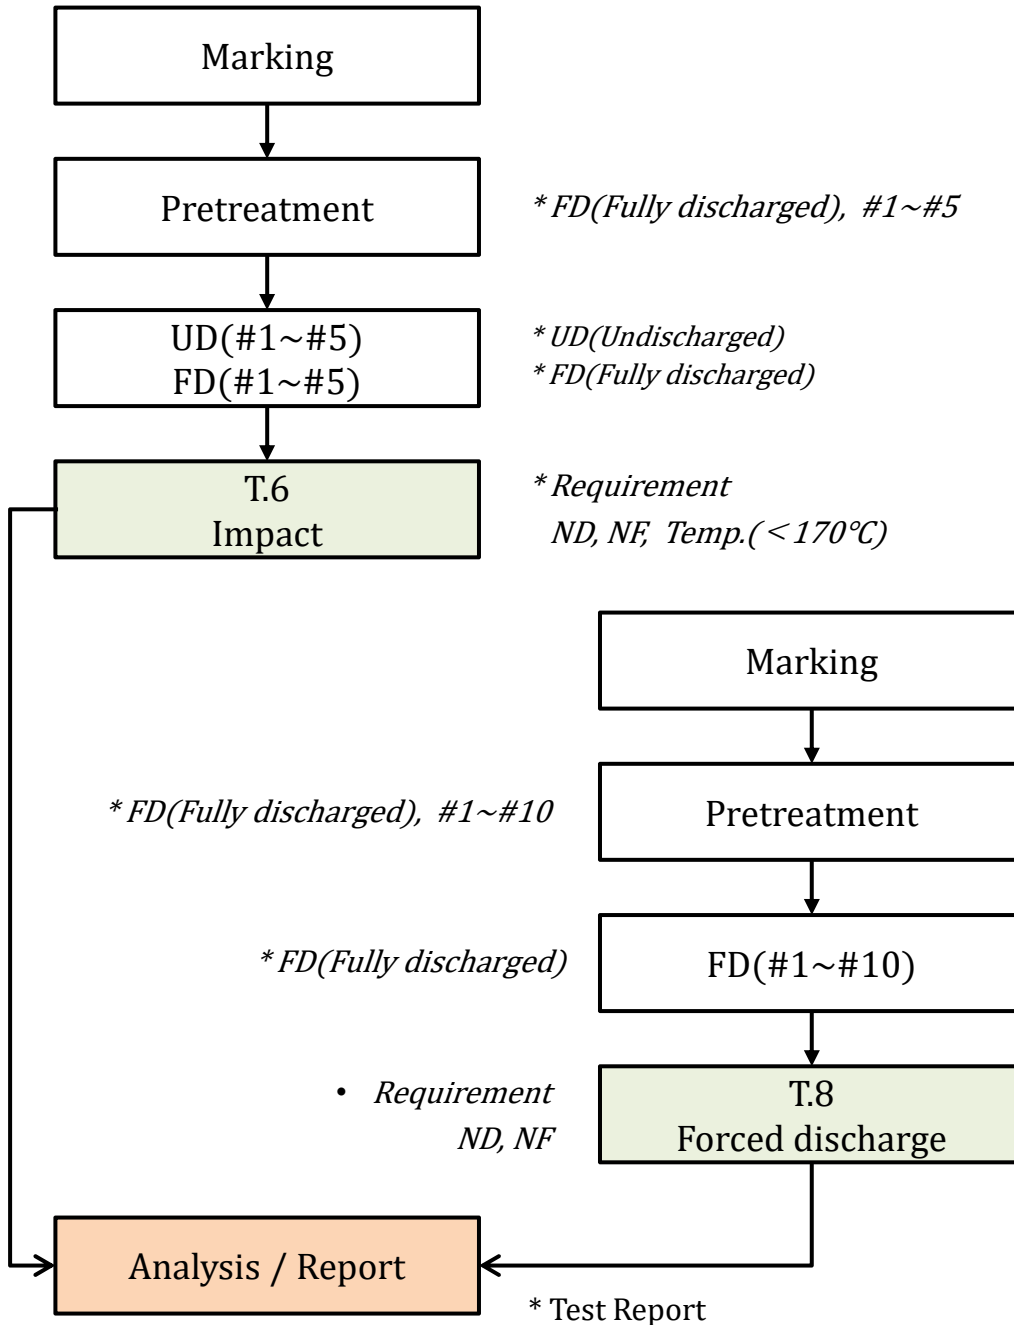 Marking
Pretreatment
* FD(Fully discharged), #1~#5
UD(#1~#5)
FD(#1~#5)
* UD(Undischarged)
* FD(Fully discharged)
T.6
Impact
* Requirement
ND, NF, Temp.(＜170℃)
Marking
* FD(Fully discharged), #1~#10
Pretreatment
* FD(Fully discharged)
FD(#1~#10)
• Requirement
ND, NF
T.8
Forced discharge
Analysis / Report
* Test Report